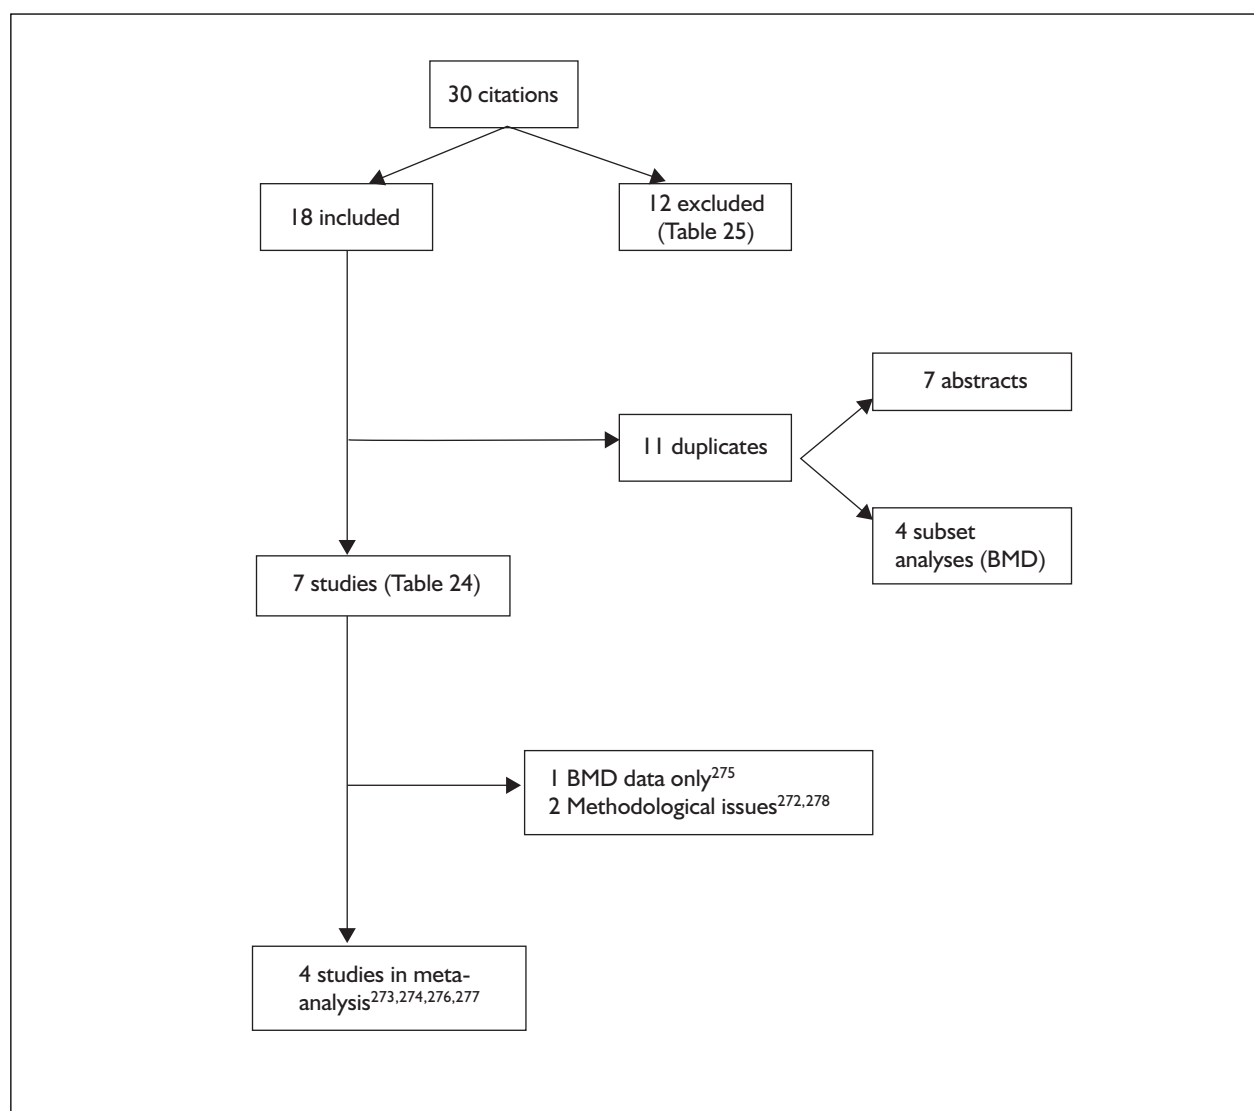 30 citations
18 included
12 excluded
(Table 25)
7 abstracts
11 duplicates
4 subset
analyses (BMD)
7 studies (Table 24)
1 BMD data only275
2 Methodological issues272,278
4 studies in meta-
analysis273,274,276,277